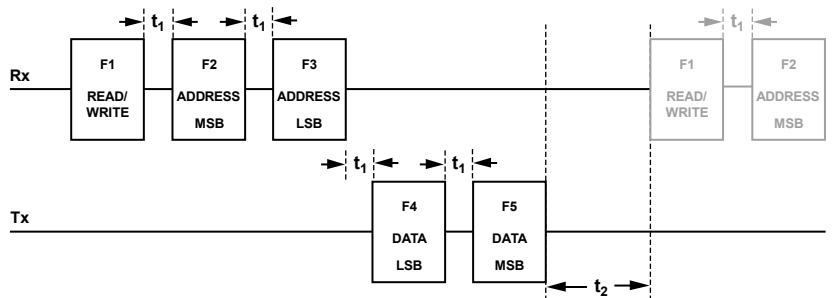 t1 t1 t1
F1 F2 F3 F1 F2
Rx
READ/ ADDRESS ADDRESS READ/ ADDRESS
WRITE MSB LSB WRITE MSB
t1 t1
F4 F5
Tx
DATA DATA
LSB MSB
t2